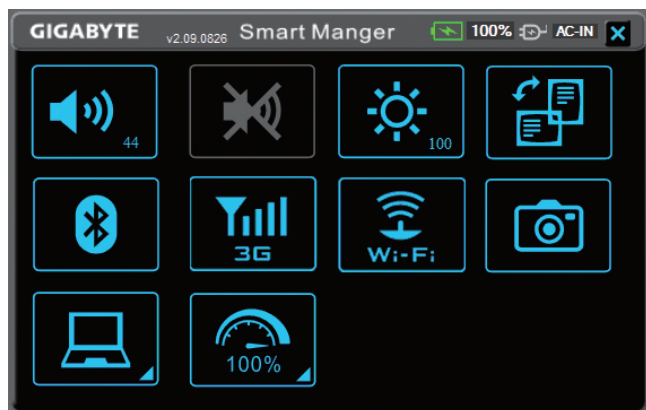 GIGABYTE v2.09.0826 Smart Manger 100% AC-IN
44
100
3G
Wi-Fi
100%